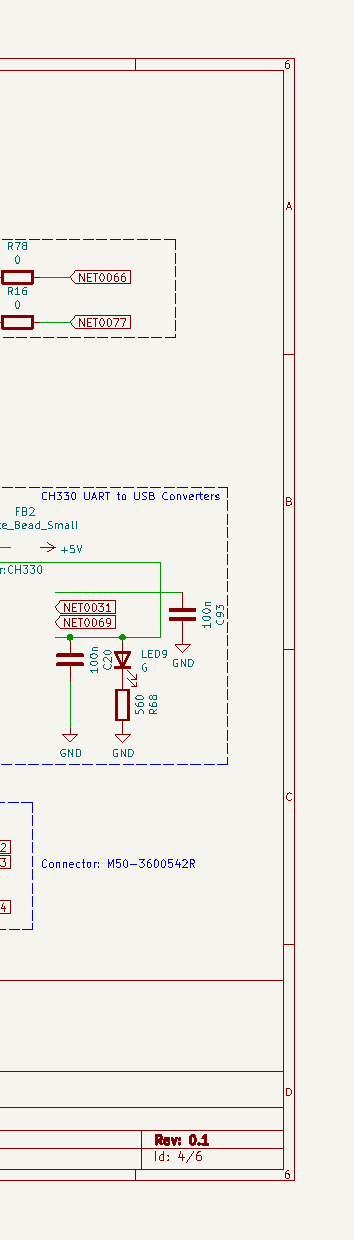 6
A
R78
0
NET0066
R16
0
NET0077
B
CH330 UART to USB Converters
FB2
te_Bead_Small
+5V
r:CH330
NET0031
NET0069
100n
C93
GND
100n
C20
LED9
G
560
R68
GND
GND
C
2
3
4
Connector: M50-3600542R
D
Rev: 0.1
Id: 4/6
6